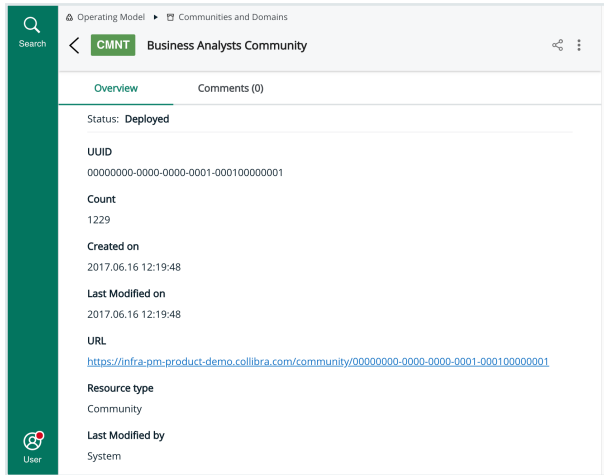 Search
Operating Model ▸ Communities and Domains
CMNT Business Analysts Community
Overview Comments (0)
Status: Deployed
UUID
00000000-0000-0000-0001-000100000001
Count
1229
Created on
2017.06.16 12:19:48
Last Modified on
2017.06.16 12:19:48
URL
https://infra-pm-product-demo.collibra.com/community/00000000-0000-0000-0001-000100000001
Resource type
Community
Last Modified by
System
User